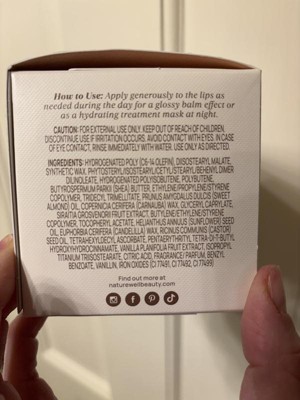 How to Use: Apply generously to the lips as
needed during the day for a glossy balm effect or
as a hydrating treatment mask at night.
CAUTION: FOR EXTERNAL USE ONLY. KEEP OUT OF REACH OF CHILDREN.
DISCONTINUE USE IF IRRITATION OCCURS. AVOID CONTACT WITH EYES. IN CASE
OF EYE CONTACT, RINSE IMMEDIATELY WITH WATER. USE ONLY AS DIRECTED.
INGREDIENTS: HYDROGENATED POLY (C6-14 OLEFIN), DIISOSTEARYL MALATE,
SYNTHETIC WAX, PHYTOSTERYL/ISOSTEARYL/CETYL/STEARYL/BEHENYL DIMER
DILINOLEATE, HYDROGENATED POLYISOBUTENE, POLYBUTENE,
BUTYROSPERMUM PARKII (SHEA) BUTTER, ETHYLENE/PROPYLENE/STYRENE
COPOLYMER, TRIDECYL TRIMELLITATE, PRUNUS AMYGDALUS DULCIS (SWEET
ALMOND) OIL, COPERNICIA CERIFERA (CARNAUBA) WAX, GLYCERYL CAPRYLATE,
SIRAITIA GROSVENORII FRUIT EXTRACT, BUTYLENE/ETHYLENE/STYRENE
COPOLYMER, TOCOPHERYL ACETATE, HELIANTHUS ANNUUS (SUNFLOWER) SEED
OIL, EUPHORBIA CERIFERA (CANDELILLA) WAX, RICINUS COMMUNIS (CASTOR)
SEED OIL, TETRAHEXYLDECYL ASCORBATE, PENTAERYTHRITYL TETRA-DI-T-BUTYL
HYDROXYHYDROCINNAMATE, VANILLA PLANIFOLIA FRUIT EXTRACT, ISOPROPYL
TITANIUM TRIISOSTEARATE, CITRIC ACID, FRAGRANCE/PARFUM, BENZYL
BENZOATE, VANILLIN, IRON OXIDES (CI 77491, CI 77492, CI 77499)
Find out more at
naturewellbeauty.com